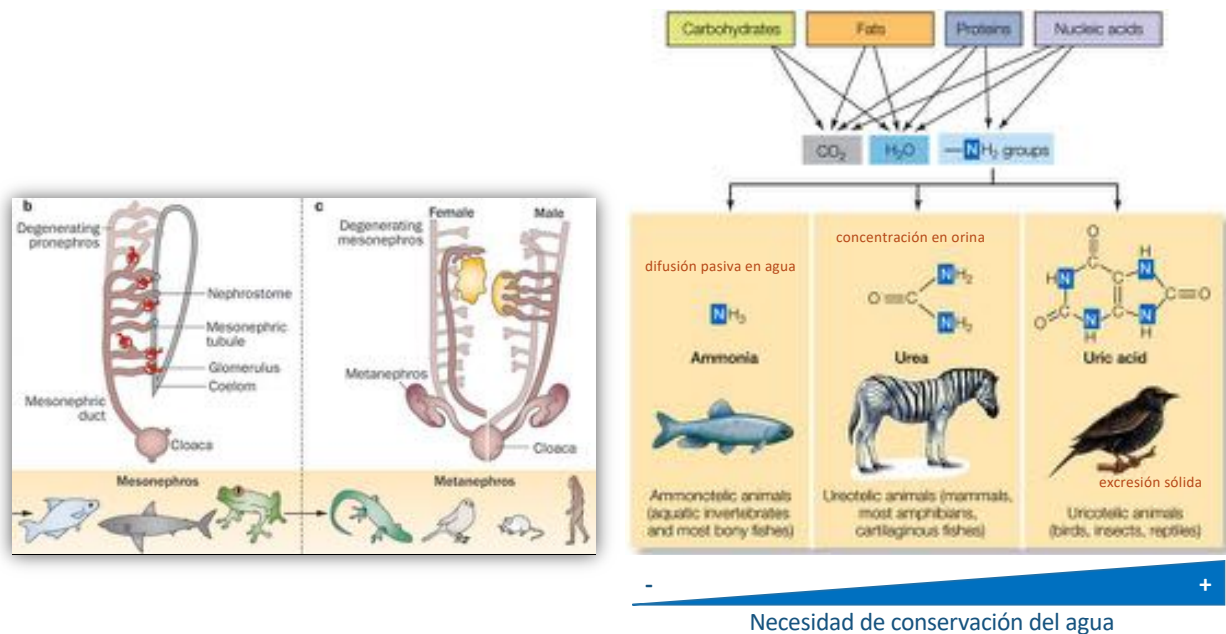 b
Degenerating
pronephros
Nephrostome
Mesonephric
tubule
Glomerulus
Coelom
Mesonephric
duct
Cloaca
Mesonephros
c
Female
Male
Degenerating
mesonephros
Metanephros
Cloaca
Metanephros
Carbohydrates
Fats
Proteins
Nucleic acids
CO₂
H₂O
—NH₂ groups
difusión pasiva en agua
NH₃
Ammonia
Ammonotelic animals
(aquatic invertebrates
and most bony fishes)
concentración en orina
O
C
NH₂
NH₂
Urea
Ureotelic animals (mammals,
most amphibians,
cartilaginous fishes)
O
H
C
N
HN
C
C=O
C
C
O
N
N
H
H
Uric acid
excresión sólida
Uricotelic animals
(birds, insects, reptiles)
- +
Necesidad de conservación del agua